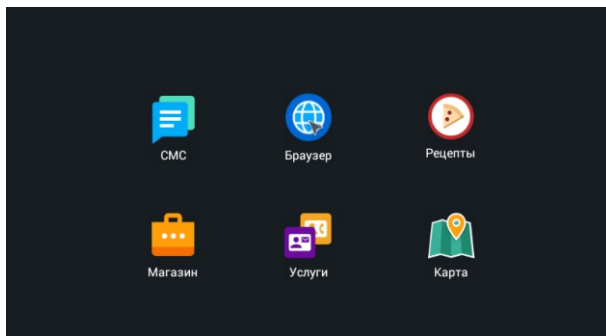 СМС
Браузер
Рецепты
Магазин
Услуги
Карта